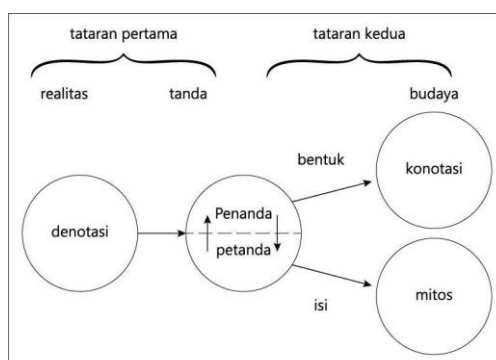 tataran pertama
tataran kedua
realitas
tanda
budaya
bentuk
konotasi
denotasi
Penanda
petanda
isi
mitos